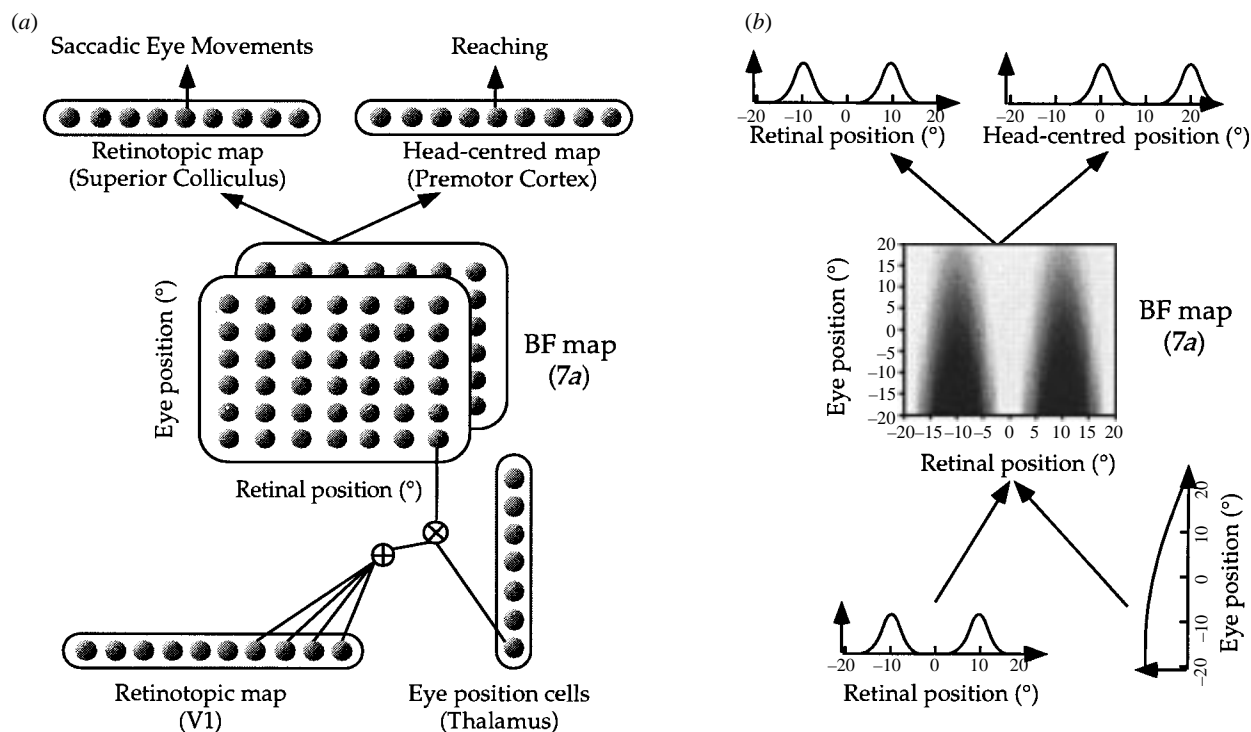 (a)
Saccadic Eye Movements
Reaching
Retinotopic map
(Superior Colliculus)
Head-centred map
(Premotor Cortex)
Eye position (°)
BF map
(7a)
Retinal position (°)
Retinotopic map
(V1)
Eye position cells
(Thalamus)
(b)
–20 –10 0 10 20
Retinal position (°)
–20 –10 0 10 20
Head-centred position (°)
20
15
10
5
0
–5
–10
–15
–20
Eye position (°)
–20 –15 –10 –5 0 5 10 15 20
Retinal position (°)
BF map
(7a)
–20 –10 0 10 20
Retinal position (°)
20
10
0
–10
–20
Eye position (°)